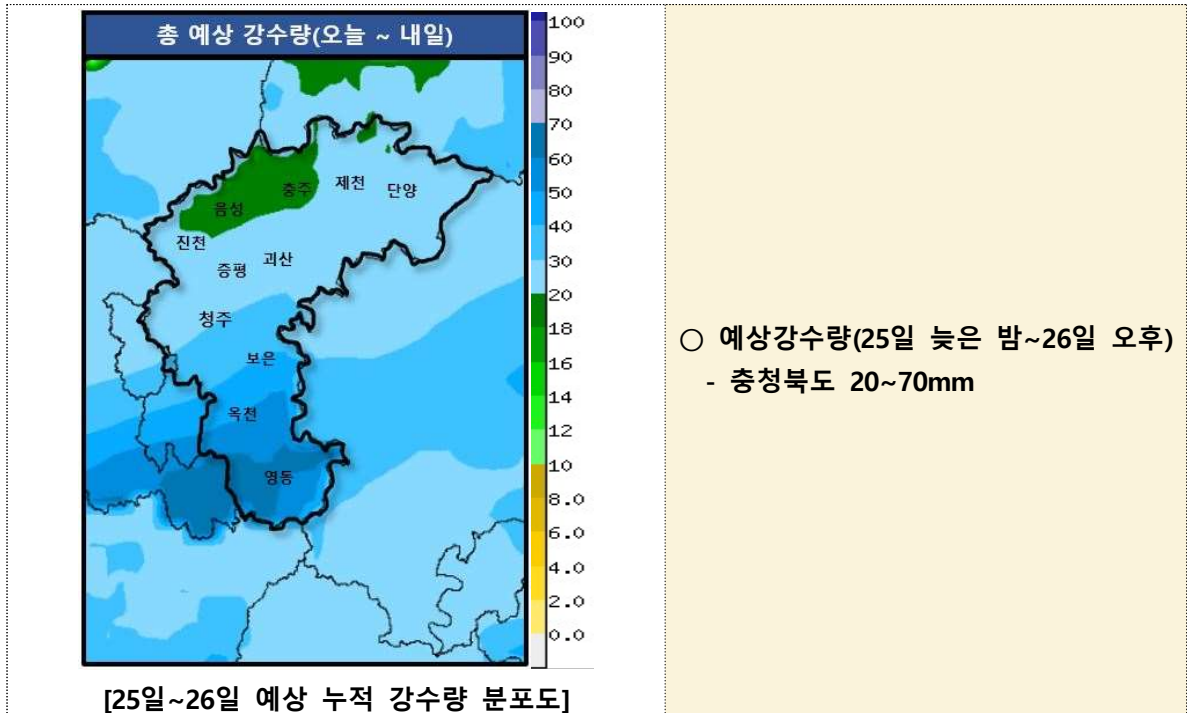 총 예상 강수량(오늘 ~ 내일)
100
90
80
70
60
50
40
30
20
18
16
14
12
10
8.0
6.0
4.0
2.0
0.0
제천
단양
충주
음성
진천
괴산
증평
청주
보은
옥천
영동
[25일~26일 예상 누적 강수량 분포도]
○ 예상강수량(25일 늦은 밤~26일 오후)
- 충청북도 20~70mm